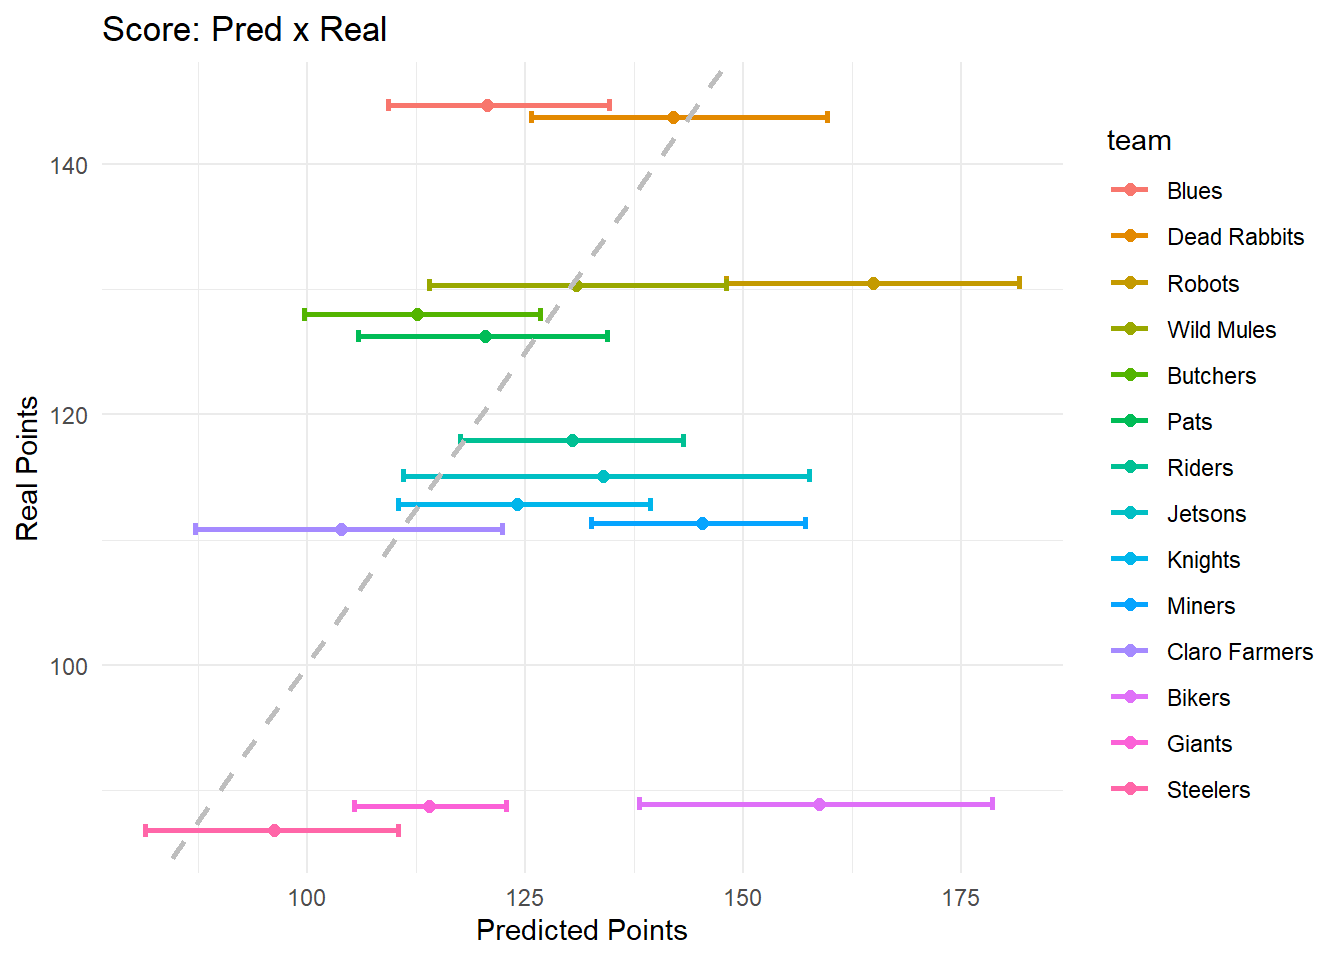 Score: Pred x Real
Real Points
140
120
100
100
125
150
175
Predicted Points
team
Blues
Dead Rabbits
Robots
Wild Mules
Butchers
Pats
Riders
Jetsons
Knights
Miners
Claro Farmers
Bikers
Giants
Steelers